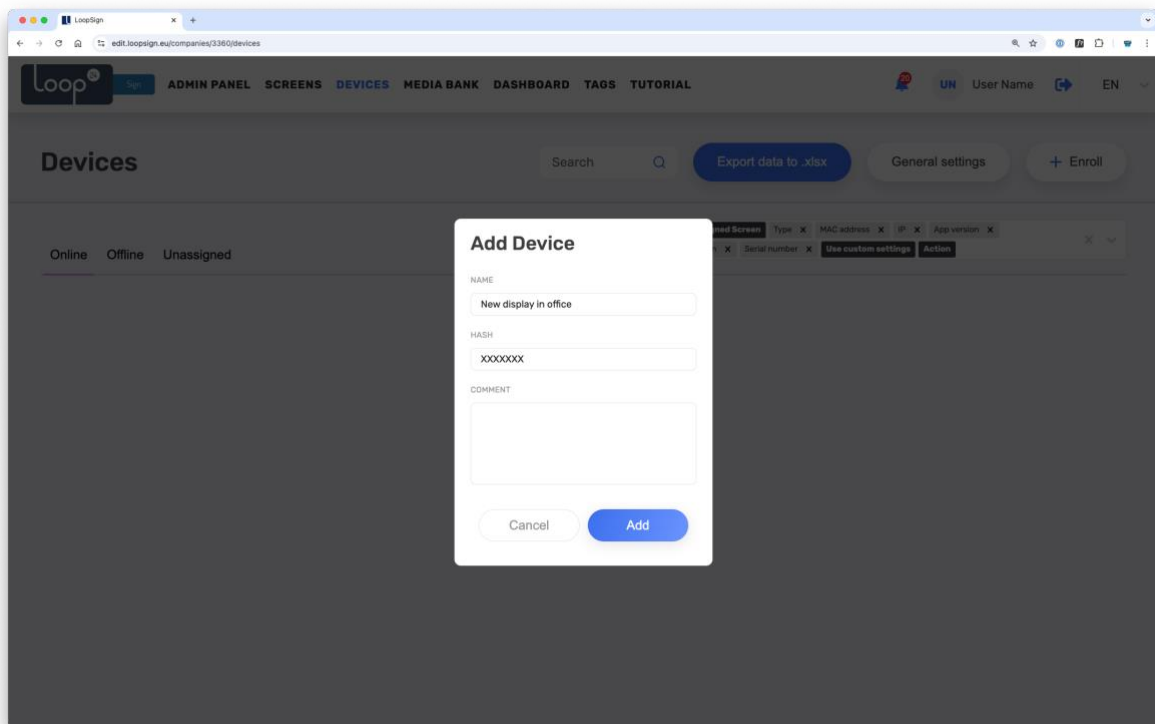 LoopSign
edit.loopsign.eu/companies/3360/devices
Loop
Sign
ADMIN PANEL SCREENS DEVICES MEDIA BANK DASHBOARD TAGS TUTORIAL
20
UN User Name
EN
Devices
Search
Export data to .xlsx
General settings
+ Enroll
Online Offline Unassigned
Screen Type X MAC address X IP X App version X
X Serial number X Use custom settings Action
Add Device
NAME
New display in office
HASH
XXXXXXX
COMMENT
Cancel Add